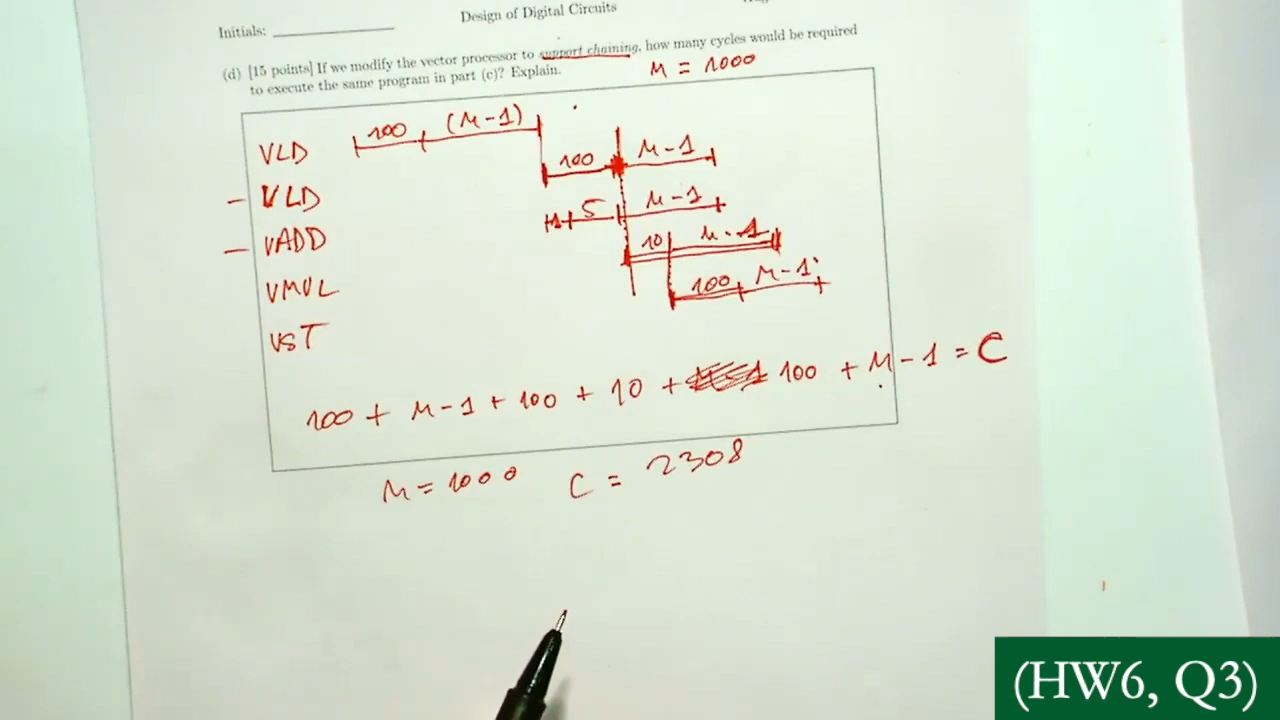 Design of Digital Circuits
Initials:
(d) [15 points] If we modify the vector processor to support chaining, how many cycles would be required
to execute the same program in part (c)? Explain.
M = 1000
VLD 100 (M-1)
100 M-1
VLD
5 M-1
VADD
10 M-1
VMUL
100 M-1
VST
100 + M-1 + 100 + 10 + 100 + M-1 = C
M = 1000 C = 2308
(HW6, Q3)